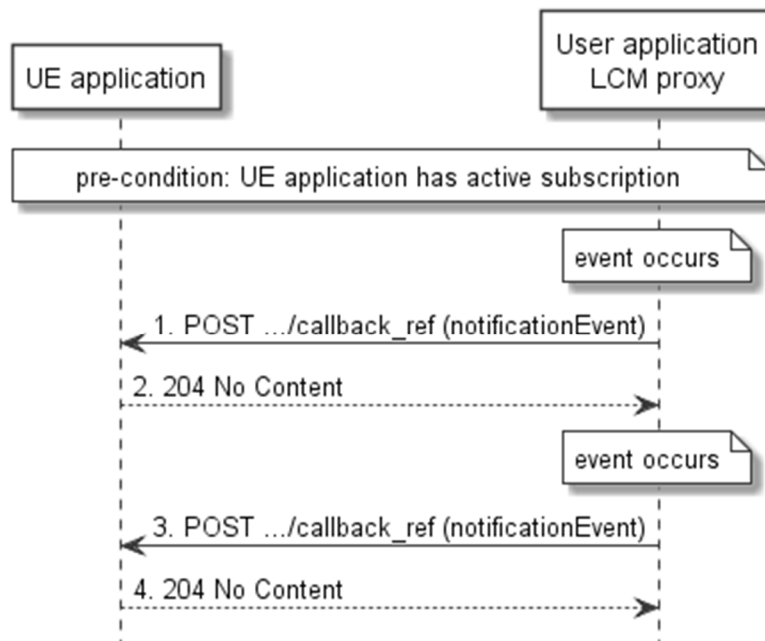 UE application
User application
LCM proxy
pre-condition: UE application has active subscription
event occurs
1. POST .../callback_ref (notificationEvent)
2. 204 No Content
event occurs
3. POST .../callback_ref (notificationEvent)
4. 204 No Content